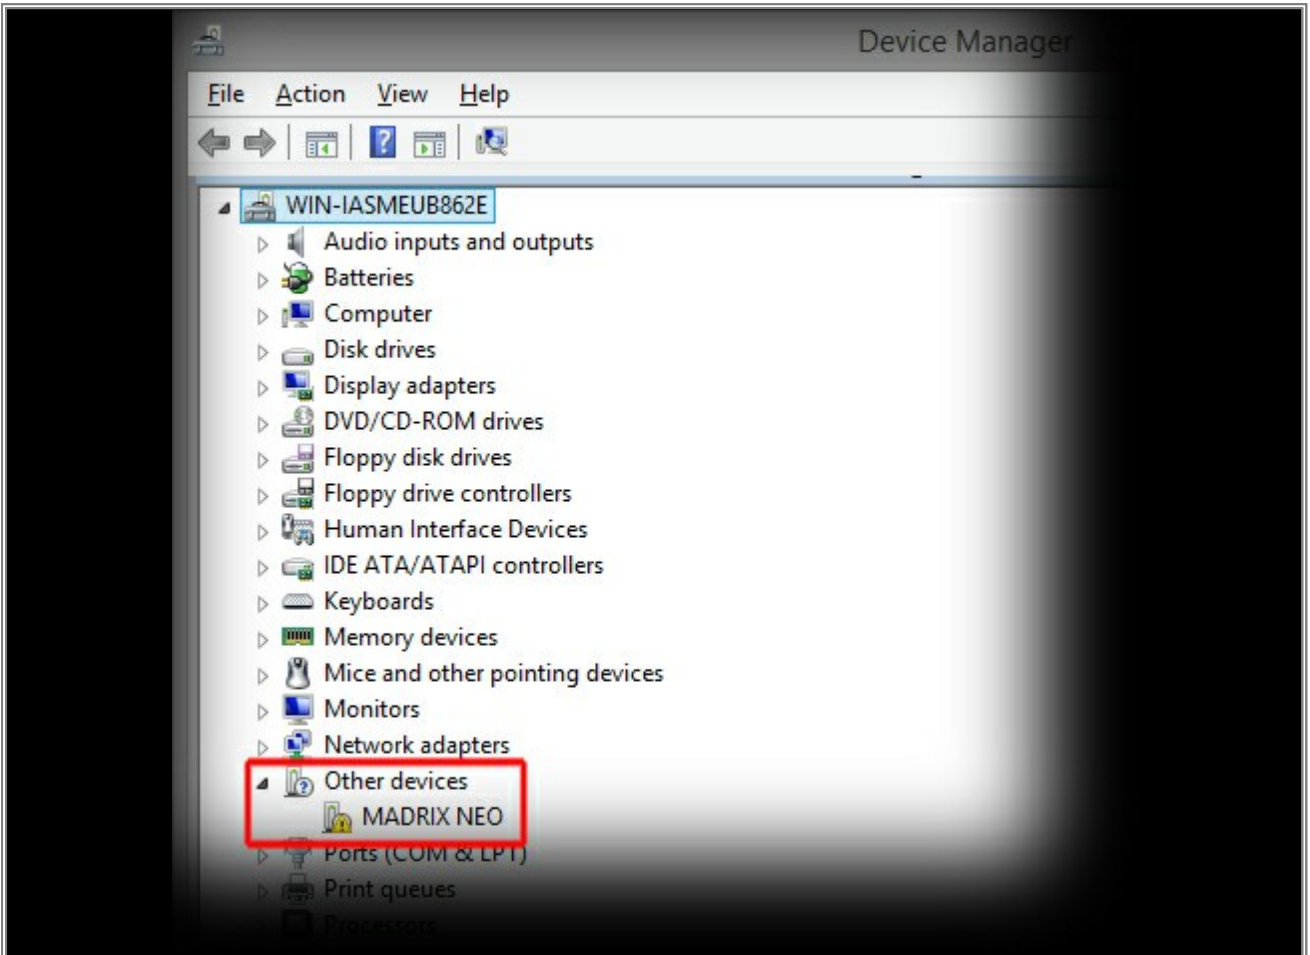 Device Manager
File Action View Help
WIN-IASMEUB862E
Audio inputs and outputs
Batteries
Computer
Disk drives
Display adapters
DVD/CD-ROM drives
Floppy disk drives
Floppy drive controllers
Human Interface Devices
IDE ATA/ATAPI controllers
Keyboards
Memory devices
Mice and other pointing devices
Monitors
Network adapters
Other devices
MADRIX NEO
Ports (COM & LPT)
Print queues
Processors